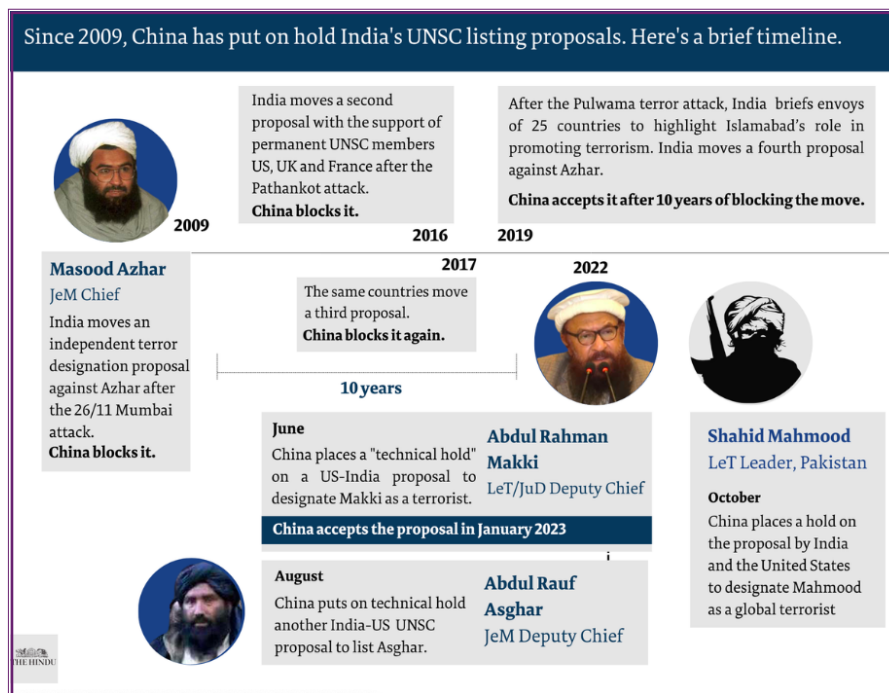 Since 2009, China has put on hold India's UNSC listing proposals. Here's a brief timeline.
2009
Masood Azhar
JeM Chief
India moves an
independent terror
designation proposal
against Azhar after
the 26/11 Mumbai
attack.
China blocks it.
India moves a second
proposal with the support of
permanent UNSC members
US, UK and France after the
Pathankot attack.
China blocks it.
2016
2017
The same countries move
a third proposal.
China blocks it again.
After the Pulwama terror attack, India briefs envoys
of 25 countries to highlight Islamabad’s role in
promoting terrorism. India moves a fourth proposal
against Azhar.
China accepts it after 10 years of blocking the move.
2019
10 years
2022
June
China places a "technical hold"
on a US-India proposal to
designate Makki as a terrorist.
Abdul Rahman
Makki
LeT/JuD Deputy Chief
China accepts the proposal in January 2023
August
China puts on technical hold
another India-US UNSC
proposal to list Asghar.
Abdul Rauf
Asghar
JeM Deputy Chief
Shahid Mahmood
LeT Leader, Pakistan
October
China places a hold on
the proposal by India
and the United States
to designate Mahmood
as a global terrorist
THE HINDU